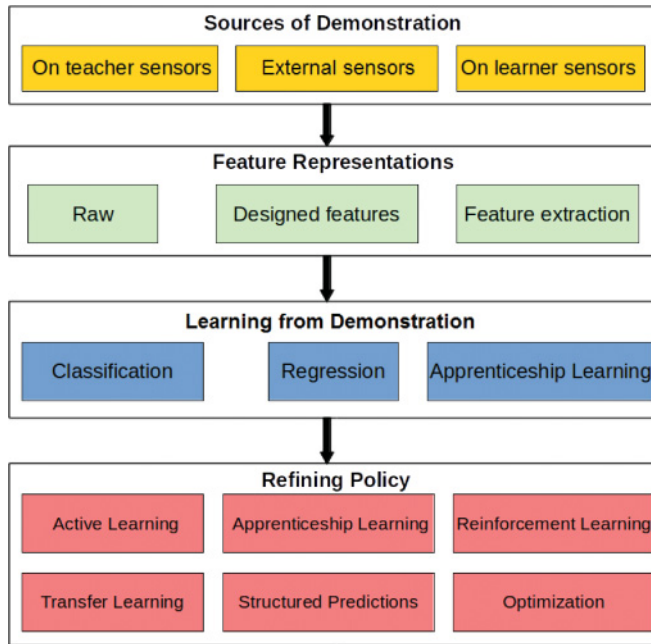 Sources of Demonstration
On teacher sensors
External sensors
On learner sensors
Feature Representations
Raw
Designed features
Feature extraction
Learning from Demonstration
Classification
Regression
Apprenticeship Learning
Refining Policy
Active Learning
Apprenticeship Learning
Reinforcement Learning
Transfer Learning
Structured Predictions
Optimization